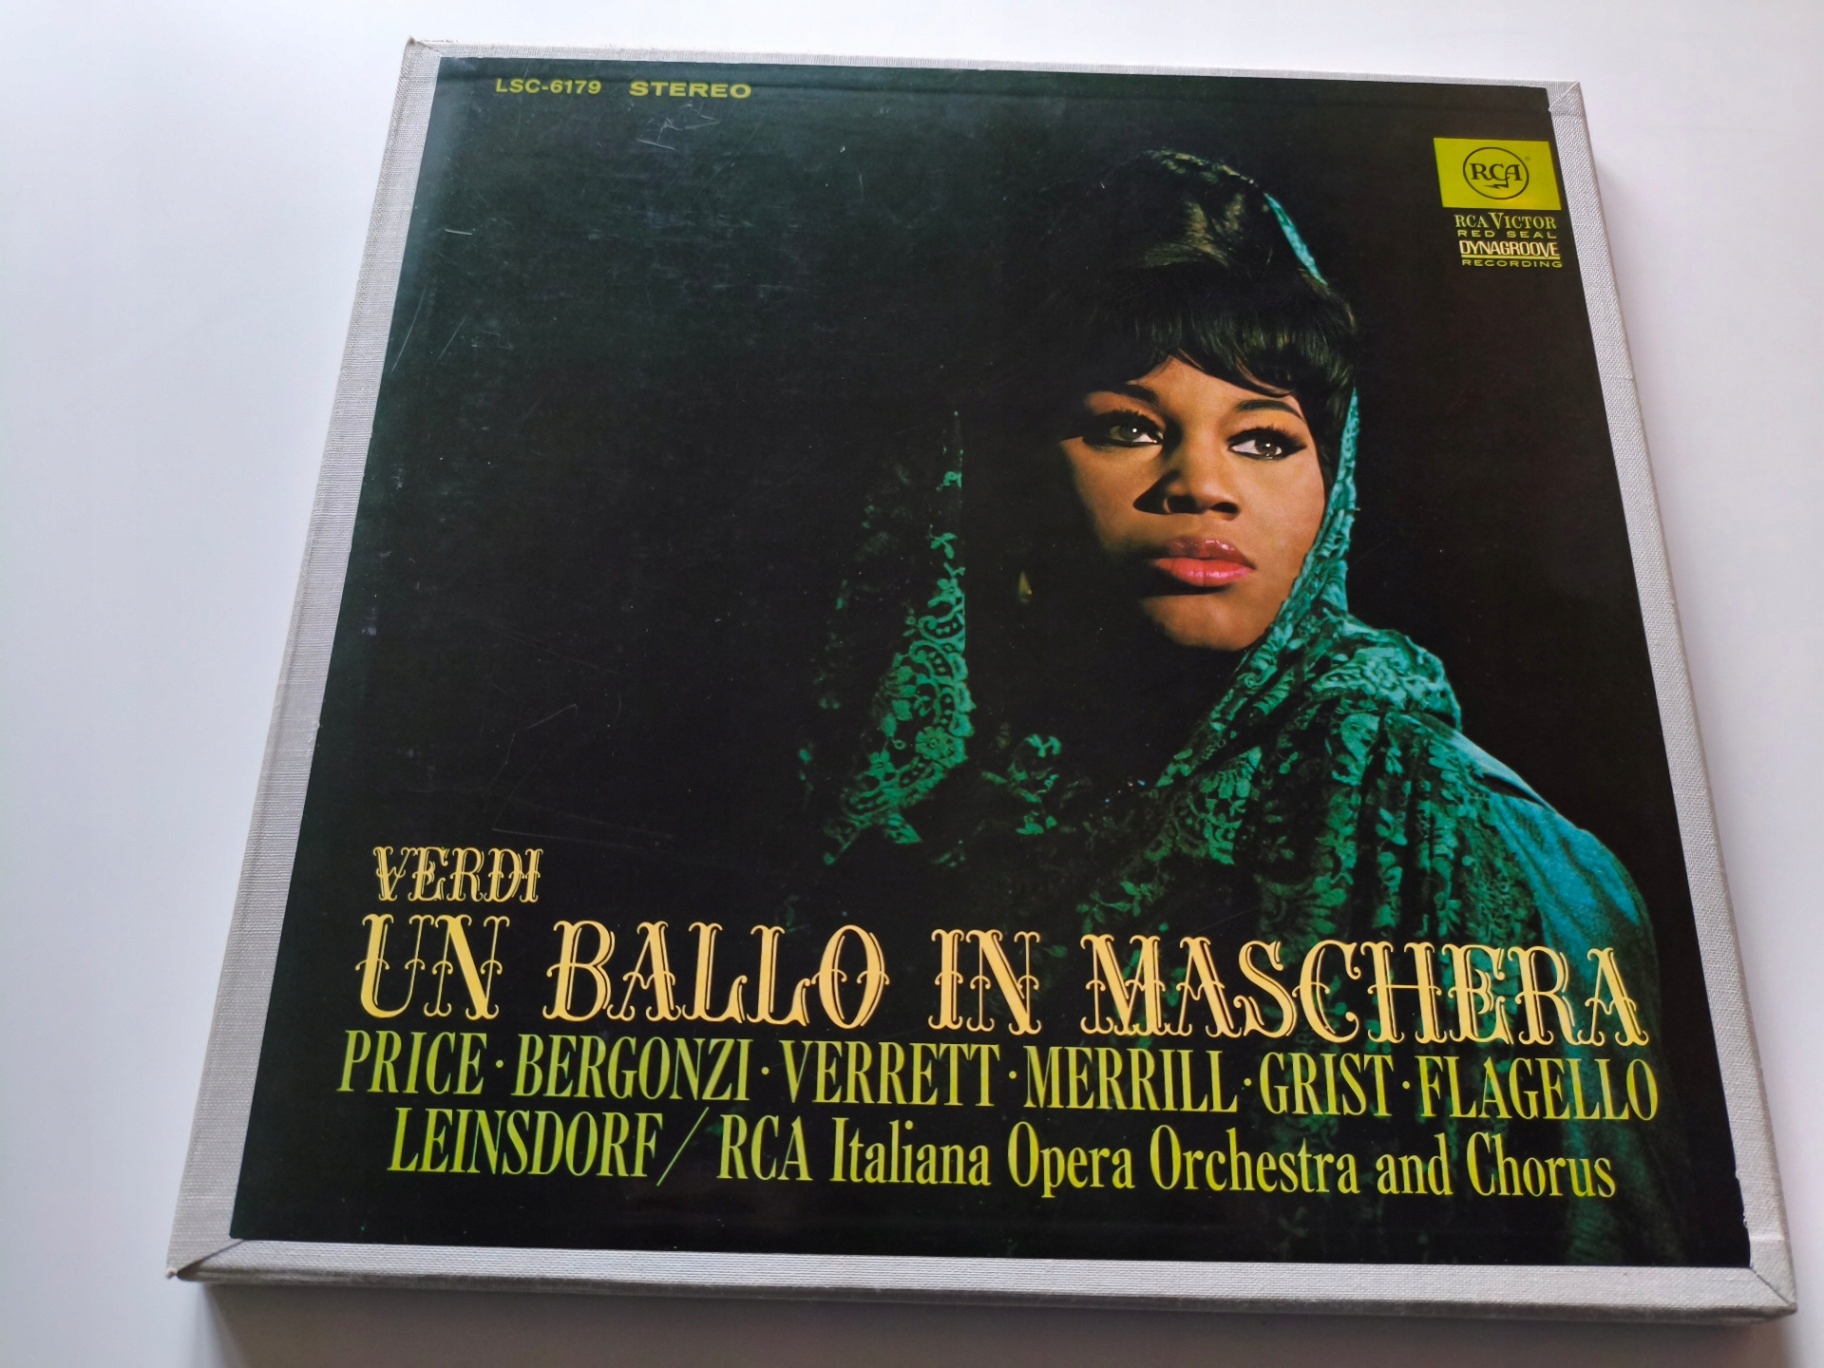 LSC-6179 STEREO
RCA
RCA VICTOR
RED SEAL
DYNAGROOVE
RECORDING
VERDI
UN BALLO IN MASCHERA
PRICE · BERGONZI · VERRETT · MERRILL · GRIST · FLAGELLO
LEINSDORF / RCA Italiana Opera Orchestra and Chorus